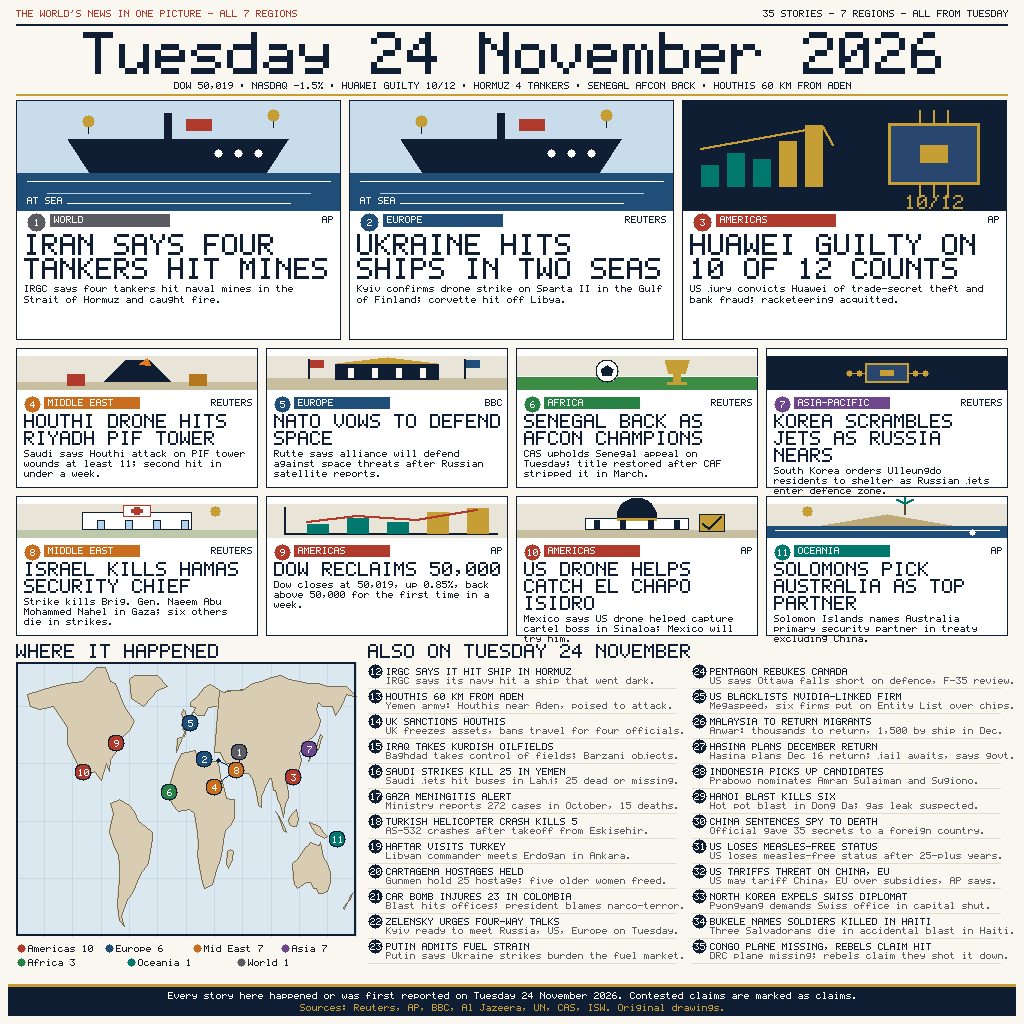 THE WORLD'S NEWS IN ONE PICTURE - ALL 7 REGIONS
35 STORIES - 7 REGIONS - ALL FROM TUESDAY
Tuesday 24 November 2026
DOW 50,019 • NASDAQ -1.5% • HUAWEI GUILTY 10/12 • HORMUZ 4 TANKERS • SENEGAL AFCON BACK • HOUTHIS 60 KM FROM ADEN
AT SEA
1 WORLD AP
IRAN SAYS FOUR
TANKERS HIT MINES
IRGC says four tankers hit naval mines in the
Strait of Hormuz and caught fire.
AT SEA
2 EUROPE REUTERS
UKRAINE HITS
SHIPS IN TWO SEAS
Kyiv confirms drone strike on Sparta II in the Gulf
of Finland; corvette hit off Libya.
10/12
3 AMERICAS AP
HUAWEI GUILTY ON
10 OF 12 COUNTS
US jury convicts Huawei of trade-secret theft and
bank fraud; racketeering acquitted.
4 MIDDLE EAST REUTERS
HOUTHI DRONE HITS
RIYADH PIF TOWER
Saudi says Houthi attack on PIF tower
wounds at least 11; second hit in
under a week.
5 EUROPE BBC
NATO VOWS TO DEFEND
SPACE
Rutte says alliance will defend
against space threats after Russian
satellite reports.
6 AFRICA REUTERS
SENEGAL BACK AS
AFCON CHAMPIONS
CAS upholds Senegal appeal on
Tuesday; title restored after CAF
stripped it in March.
7 ASIA-PACIFIC REUTERS
KOREA SCRAMBLES
JETS AS RUSSIA
NEARS
South Korea orders Ulleungdo
residents to shelter as Russian jets
enter defence zone.
8 MIDDLE EAST REUTERS
ISRAEL KILLS HAMAS
SECURITY CHIEF
Strike kills Brig. Gen. Naeem Abu
Mohammed Nahel in Gaza; six others
die in strikes.
9 AMERICAS AP
DOW RECLAIMS 50,000
Dow closes at 50,019, up 0.85%, back
above 50,000 for the first time in a
week.
10 AMERICAS AP
US DRONE HELPS
CATCH EL CHAPO
ISIDRO
Mexico says US drone helped capture
cartel boss in Sinaloa; Mexico will
try him.
11 OCEANIA AP
SOLOMONS PICK
AUSTRALIA AS TOP
PARTNER
Solomon Islands names Australia
primary security partner in treaty
excluding China.
WHERE IT HAPPENED
5
9
1
7
2
8
10
3
4
6
11
Americas 10 Europe 6 Mid East 7 Asia 7
Africa 3 Oceania 1 World 1
ALSO ON TUESDAY 24 NOVEMBER
12 IRGC SAYS IT HIT SHIP IN HORMUZ
IRGC says its navy hit a ship that went dark.
13 HOUTHIS 60 KM FROM ADEN
Yemen army: Houthis near Aden, poised to attack.
14 UK SANCTIONS HOUTHIS
UK freezes assets, bans travel for four officials.
15 IRAQ TAKES KURDISH OILFIELDS
Baghdad takes control of fields; Barzani objects.
16 SAUDI STRIKES KILL 25 IN YEMEN
Saudi jets hit buses in Lahj; 25 dead or missing.
17 GAZA MENINGITIS ALERT
Ministry reports 272 cases in October, 15 deaths.
18 TURKISH HELICOPTER CRASH KILLS 5
AS-532 crashes after takeoff from Eskisehir.
19 HAFTAR VISITS TURKEY
Libyan commander meets Erdogan in Ankara.
20 CARTAGENA HOSTAGES HELD
Gunmen hold 25 hostage; five older women freed.
21 CAR BOMB INJURES 23 IN COLOMBIA
Blast hits offices; president blames narco-terror.
22 ZELENSKY URGES FOUR-WAY TALKS
Kyiv ready to meet Russia, US, Europe on Tuesday.
23 PUTIN ADMITS FUEL STRAIN
Putin says Ukraine strikes burden the fuel market.
24 PENTAGON REBUKES CANADA
US says Ottawa falls short on defence, F-35 review.
25 US BLACKLISTS NVIDIA-LINKED FIRM
Megaspeed, six firms put on Entity List over chips.
26 MALAYSIA TO RETURN MIGRANTS
Anwar: thousands to return, 1,500 by ship in Dec.
27 HASINA PLANS DECEMBER RETURN
Hasina plans Dec 16 return; jail awaits, says govt.
28 INDONESIA PICKS VP CANDIDATES
Prabowo nominates Amran Sulaiman and Sugiono.
29 HANOI BLAST KILLS SIX
Hot pot blast in Dong Da; gas leak suspected.
30 CHINA SENTENCES SPY TO DEATH
Official gave 35 secrets to a foreign country.
31 US LOSES MEASLES-FREE STATUS
US loses measles-free status after 25-plus years.
32 US TARIFFS THREAT ON CHINA, EU
US may tariff China, EU over subsidies, AP says.
33 NORTH KOREA EXPELS SWISS DIPLOMAT
Pyongyang demands Swiss office in capital shut.
34 BUKELE NAMES SOLDIERS KILLED IN HAITI
Three Salvadorans die in accidental blast in Haiti.
35 CONGO PLANE MISSING, REBELS CLAIM HIT
DRC plane missing; rebels claim they shot it down.
Every story here happened or was first reported on Tuesday 24 November 2026. Contested claims are marked as claims.
Sources: Reuters, AP, BBC, Al Jazeera, UN, CAS, ISW. Original drawings.